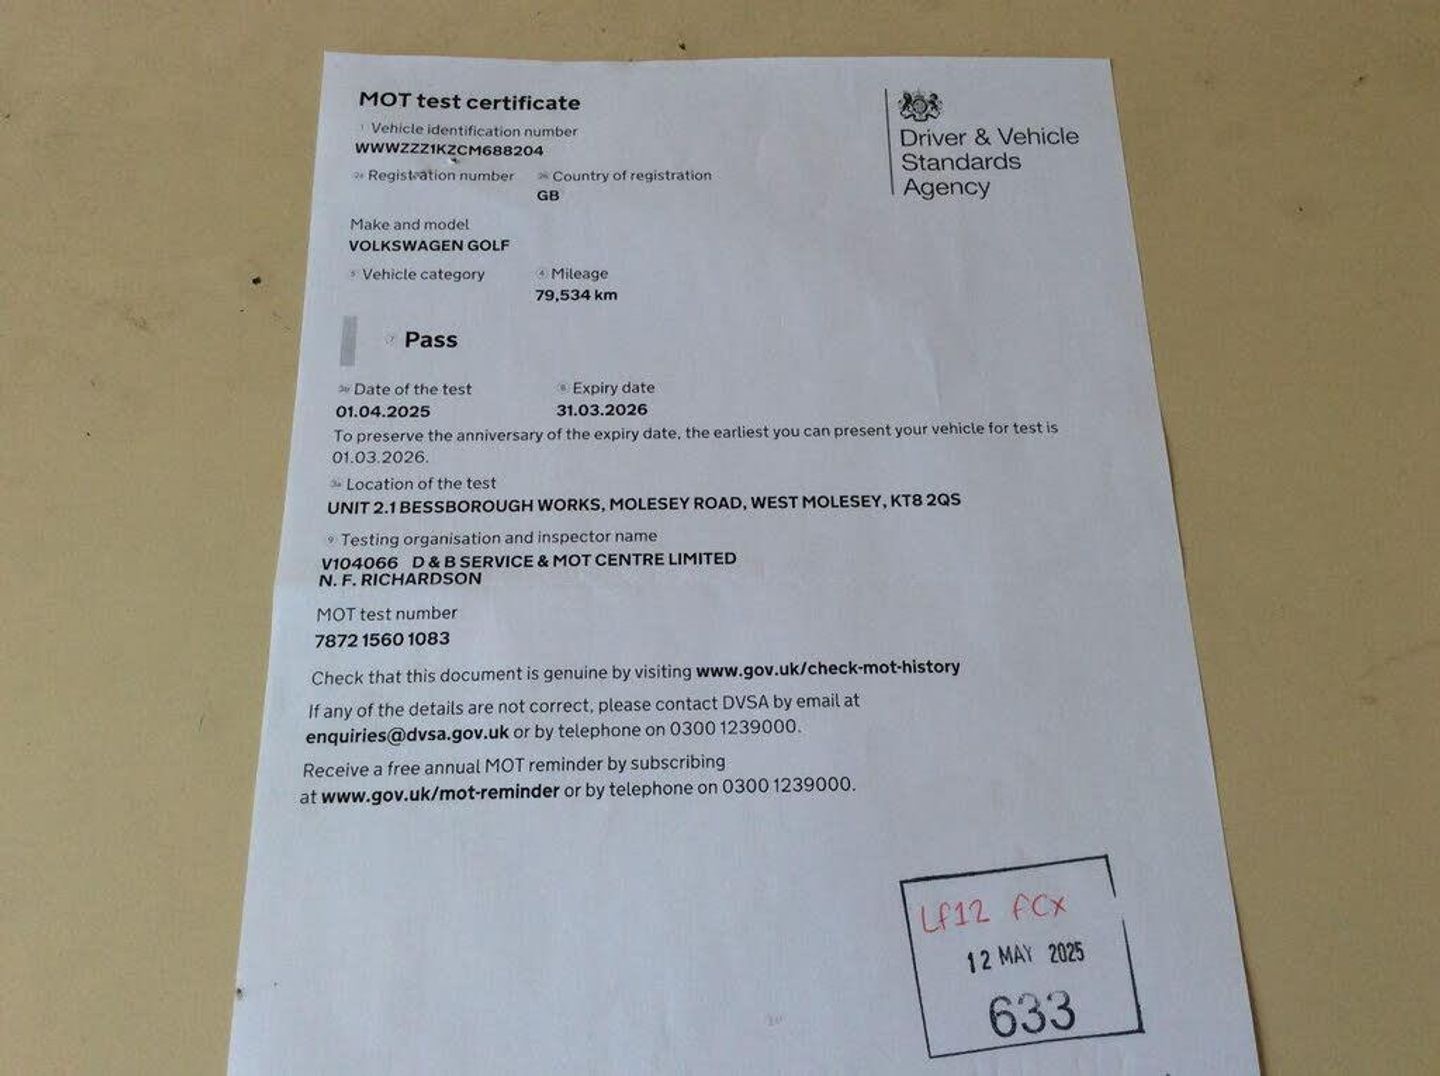 MOT test certificate
1 Vehicle identification number
WWWZZZ1KZCM688204
Registration number
Country of registration
GB
Make and model
VOLKSWAGEN GOLF
5 Vehicle category
4 Mileage
79,534 km
7 Pass
Date of the test
8 Expiry date
01.04.2025
31.03.2026
To preserve the anniversary of the expiry date, the earliest you can present your vehicle for test is
01.03.2026.
Location of the test
UNIT 2.1 BESSBOROUGH WORKS, MOLESEY ROAD, WEST MOLESEY, KT8 2QS
9 Testing organisation and inspector name
V104066 D & B SERVICE & MOT CENTRE LIMITED
N. F. RICHARDSON
MOT test number
7872 1560 1083
Check that this document is genuine by visiting www.gov.uk/check-mot-history
If any of the details are not correct, please contact DVSA by email at
enquiries@dvsa.gov.uk or by telephone on 0300 1239000.
Receive a free annual MOT reminder by subscribing
at www.gov.uk/mot-reminder or by telephone on 0300 1239000.
Driver & Vehicle
Standards
Agency
Lf12 fCx
12 MAY 2025
633